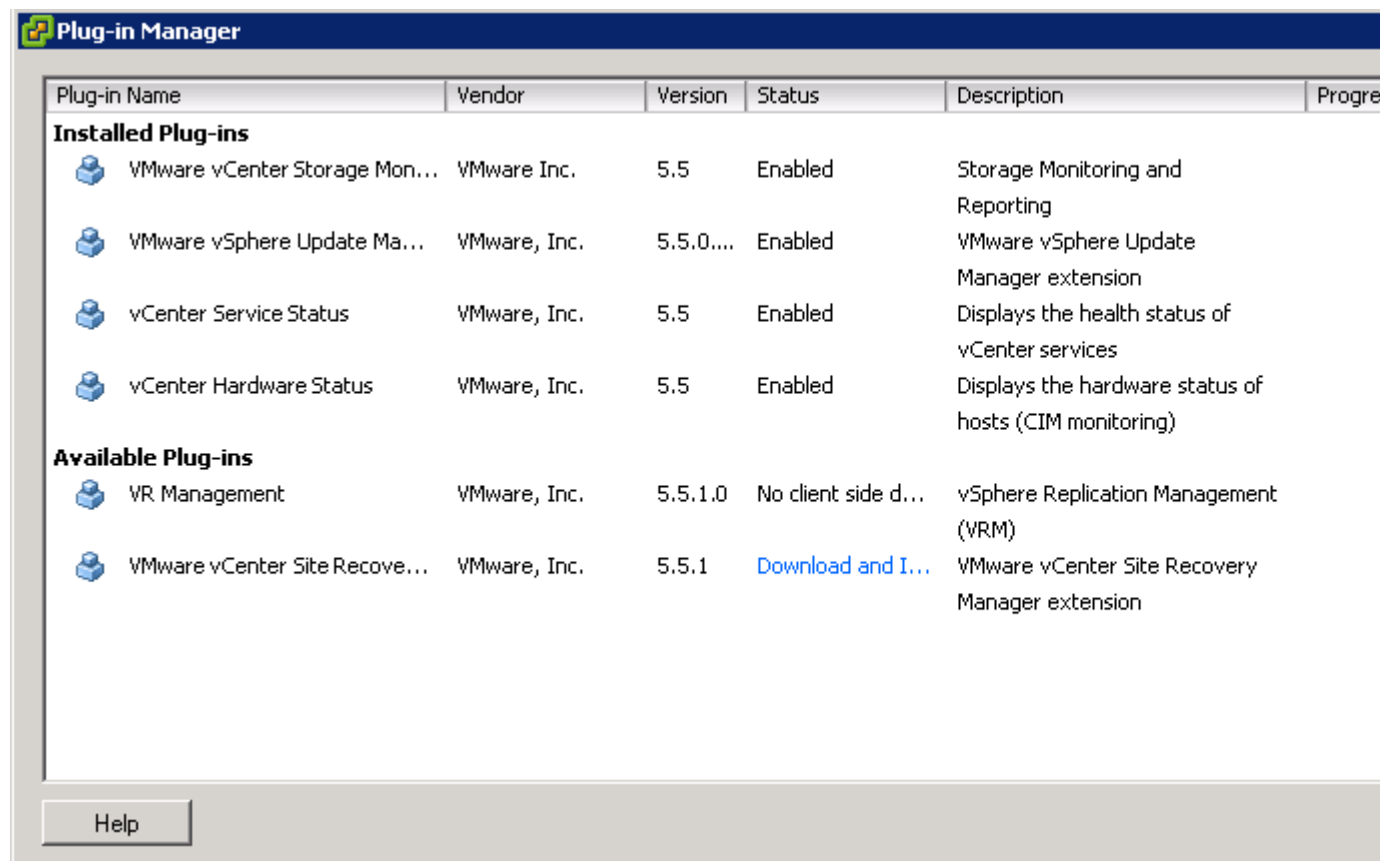 Plug-in Manager
Plug-in Name Vendor Version Status Description Progre
Installed Plug-ins
VMware vCenter Storage Mon... VMware Inc. 5.5 Enabled Storage Monitoring and
Reporting
VMware vSphere Update Ma... VMware, Inc. 5.5.0.... Enabled VMware vSphere Update
Manager extension
vCenter Service Status VMware, Inc. 5.5 Enabled Displays the health status of
vCenter services
vCenter Hardware Status VMware, Inc. 5.5 Enabled Displays the hardware status of
hosts (CIM monitoring)
Available Plug-ins
VR Management VMware, Inc. 5.5.1.0 No client side d... vSphere Replication Management
(VRM)
VMware vCenter Site Recove... VMware, Inc. 5.5.1 Download and I... VMware vCenter Site Recovery
Manager extension
Help